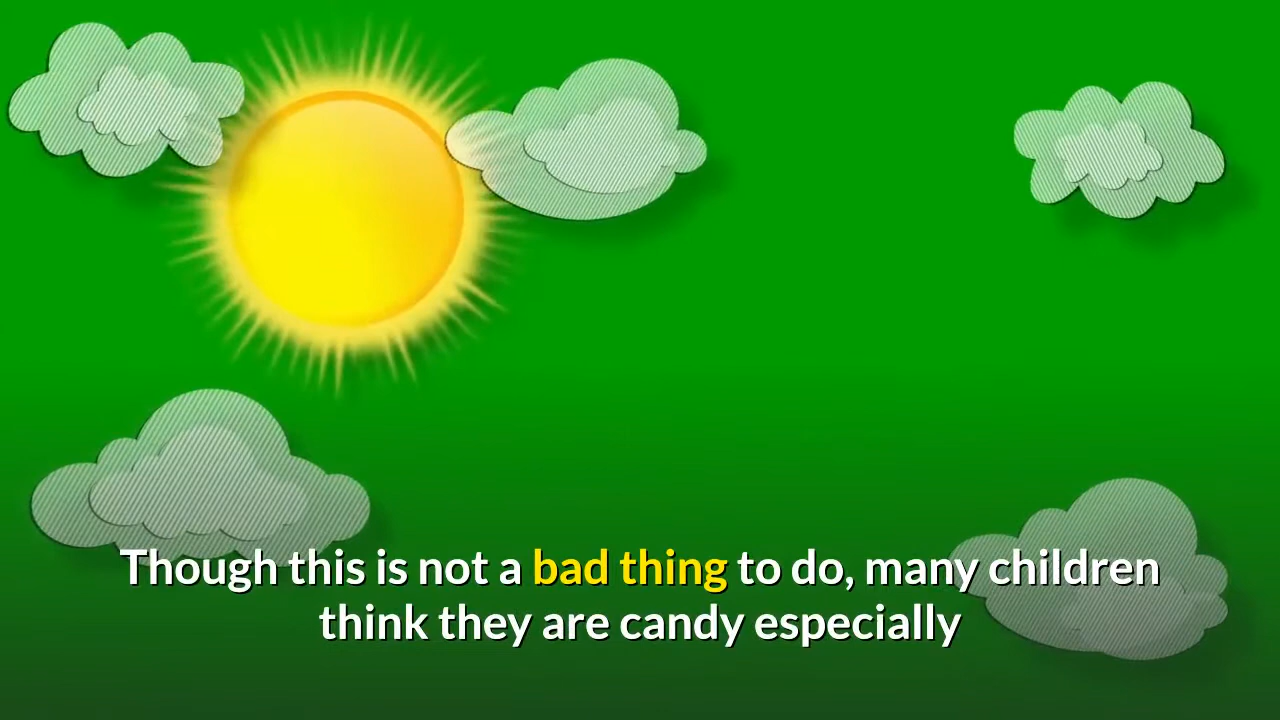 Though this is not a bad thing to do, many children
think they are candy especially